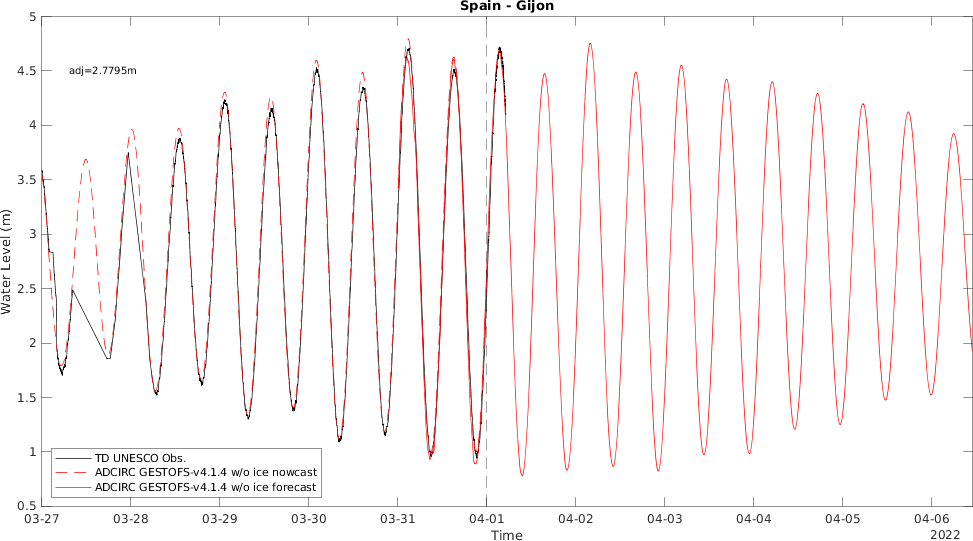 Spain - Gijon
adj=2.7795m
Water Level (m)
5
4.5
4
3.5
3
2.5
2
1.5
1
0.5
TD UNESCO Obs.
ADCIRC GESTOFS-v4.1.4 w/o ice nowcast
ADCIRC GESTOFS-v4.1.4 w/o ice forecast
03-27 03-28 03-29 03-30 03-31 04-01 04-02 04-03 04-04 04-05 04-06
Time
2022